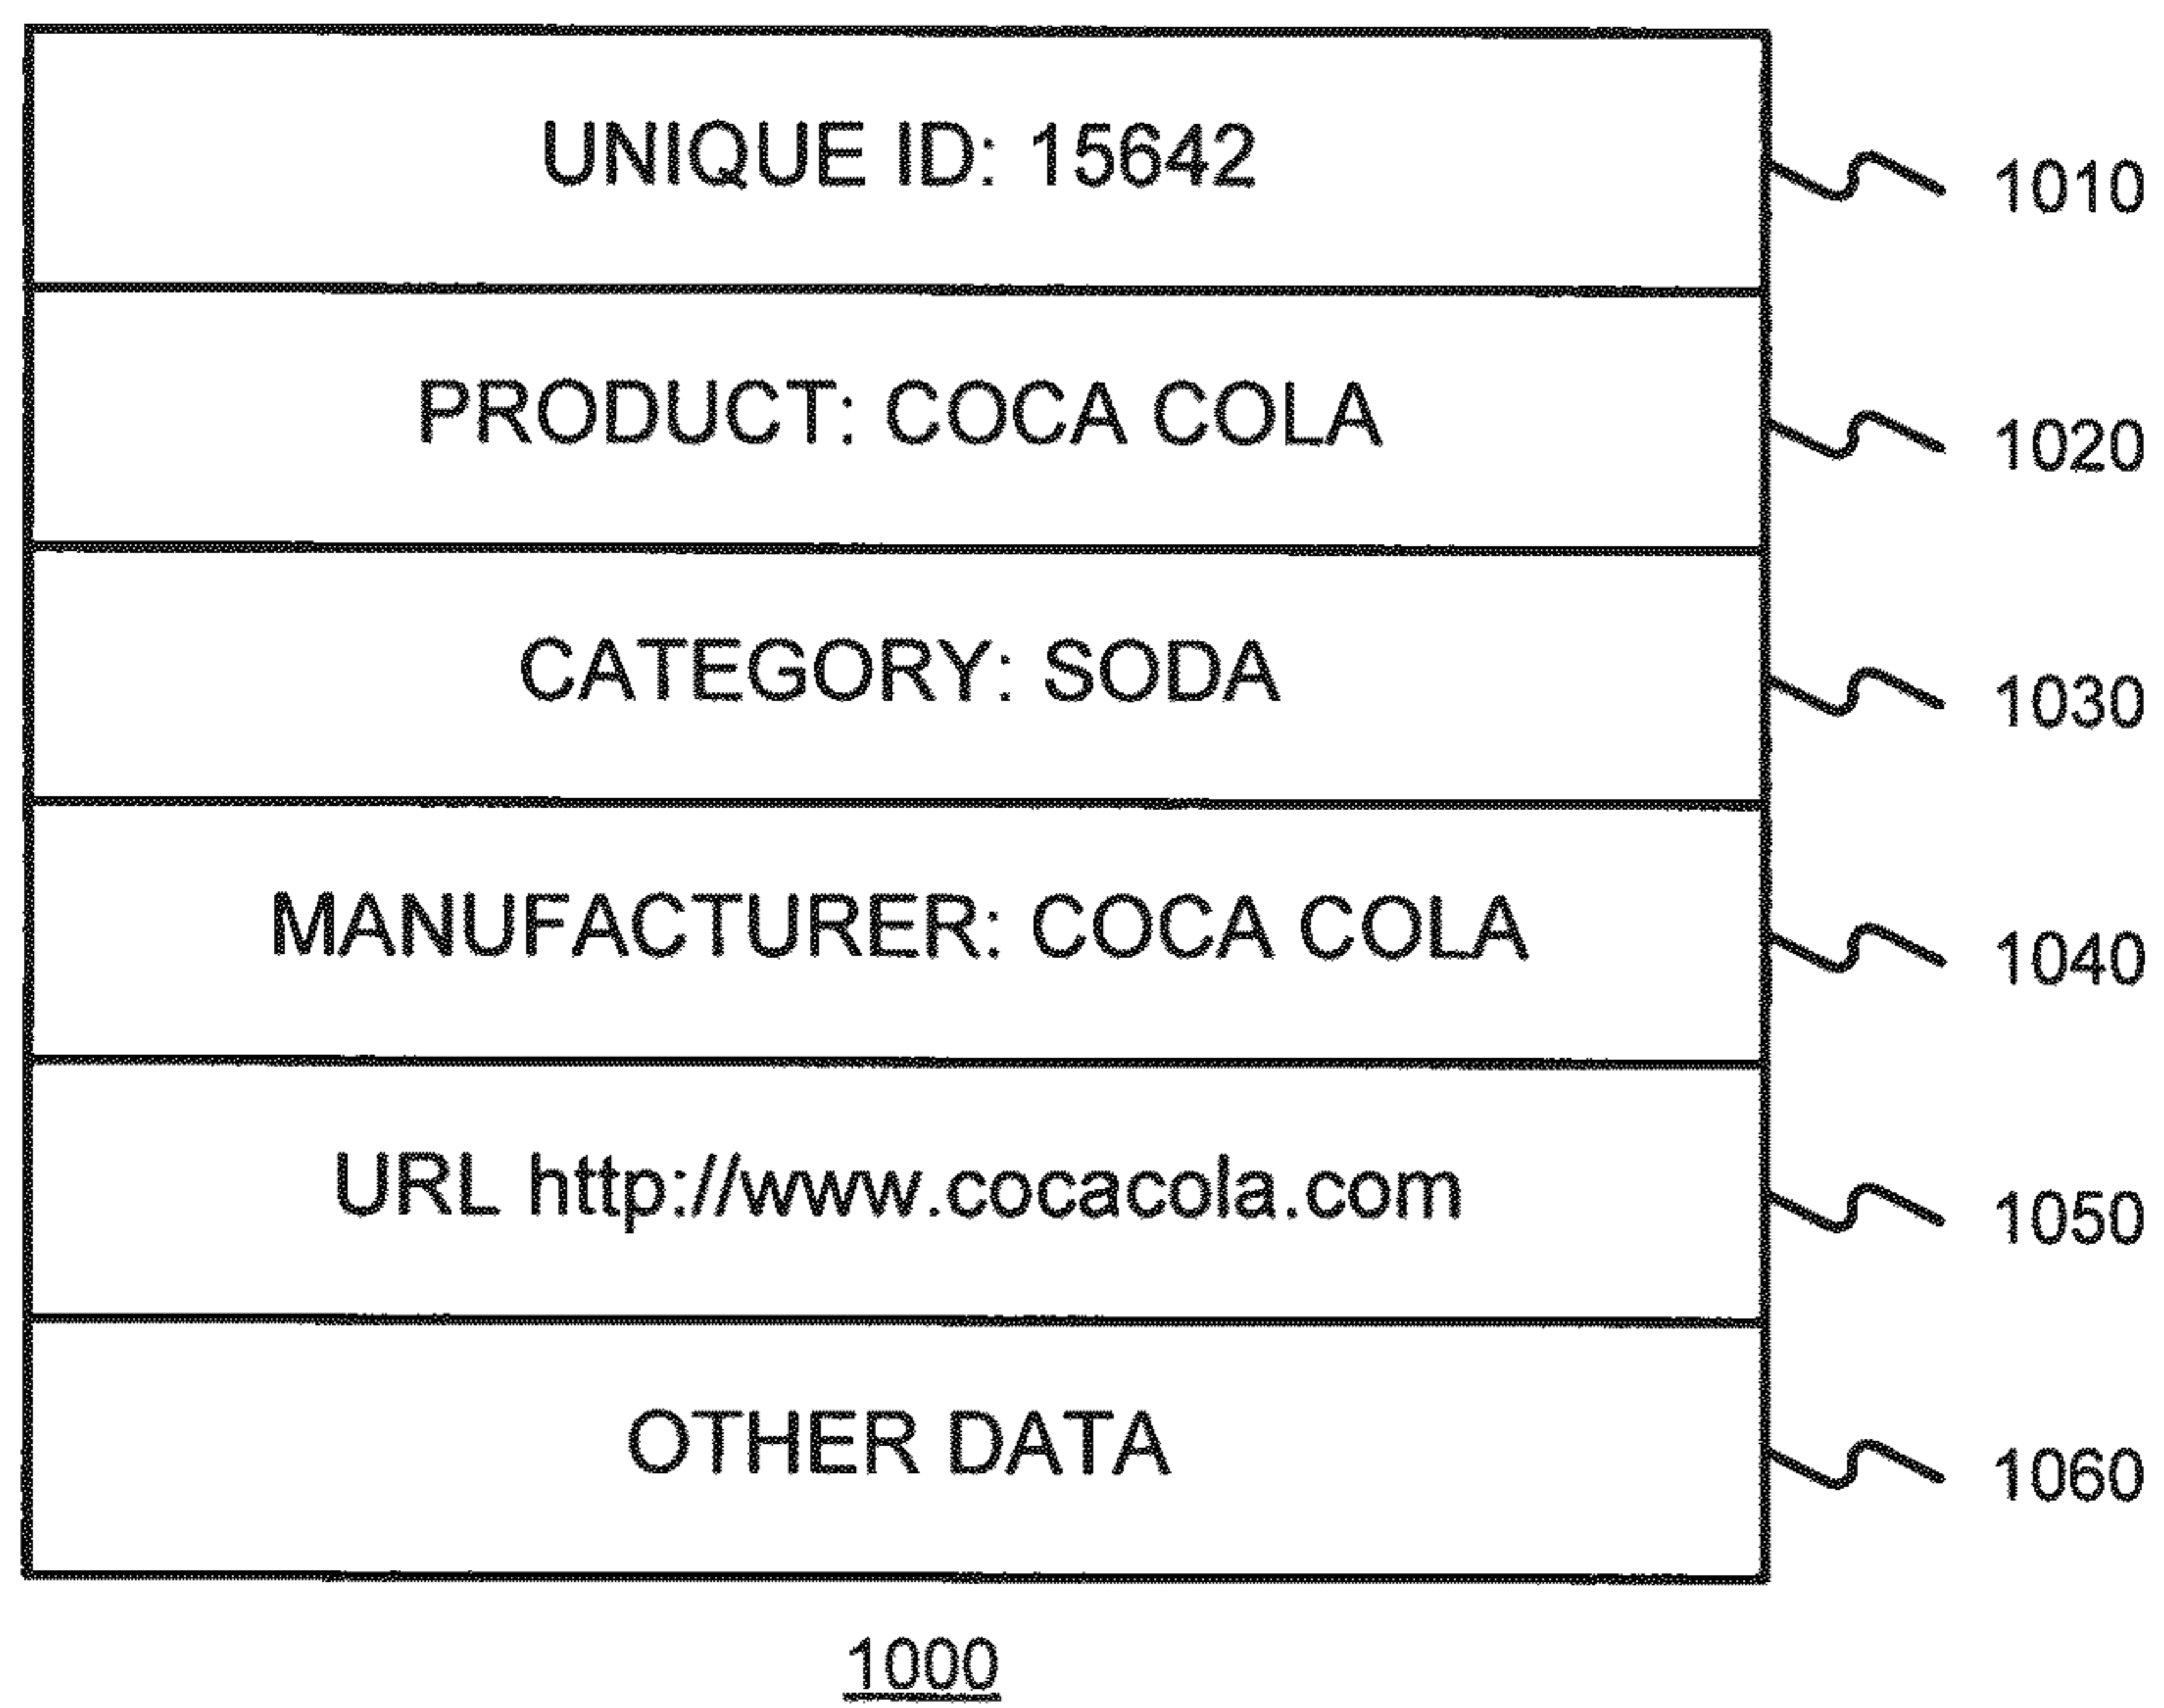 UNIQUE ID: 15642 1010
PRODUCT: COCA COLA 1020
CATEGORY: SODA 1030
MANUFACTURER: COCA COLA 1040
URL http://www.cocacola.com 1050
OTHER DATA 1060
1000